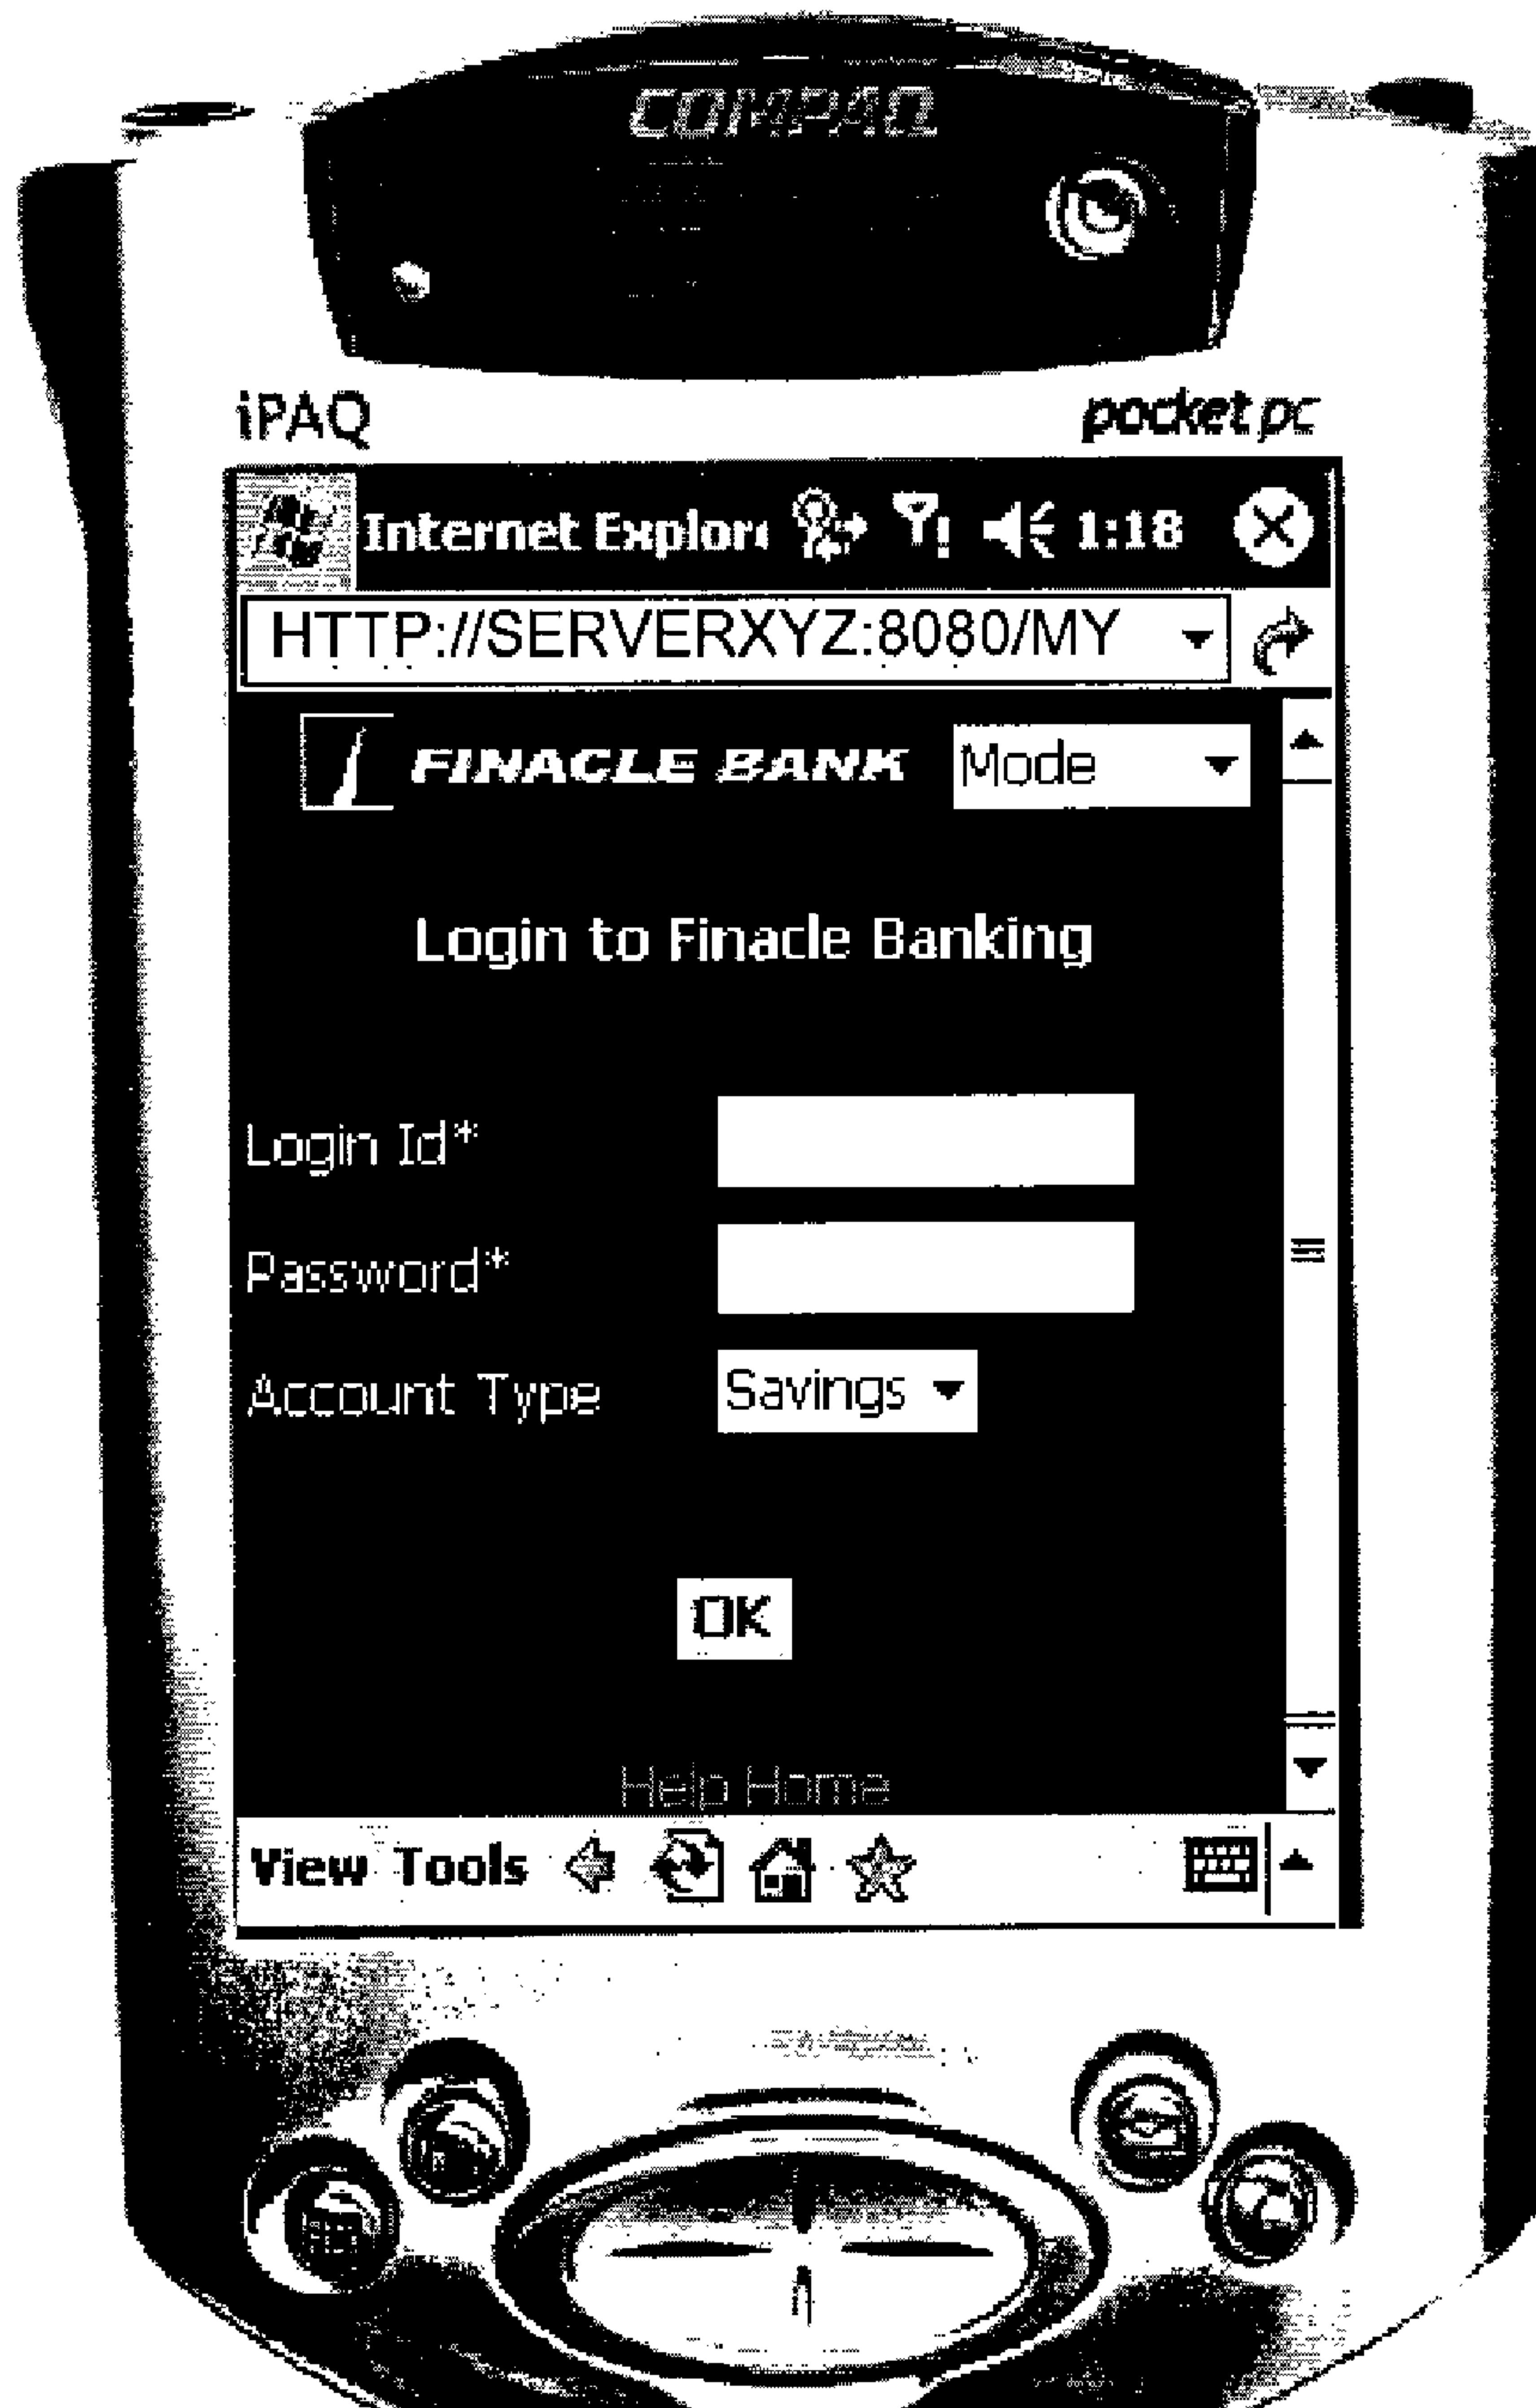 COMPAQ
iPAQ pocket pc
Internet Explor 1:18
HTTP://SERVERXYZ:8080/MY
FINACLE BANK Mode
Login to Finacle Banking
Login Id*
Password*
Account Type Savings
OK
Help Home
View Tools